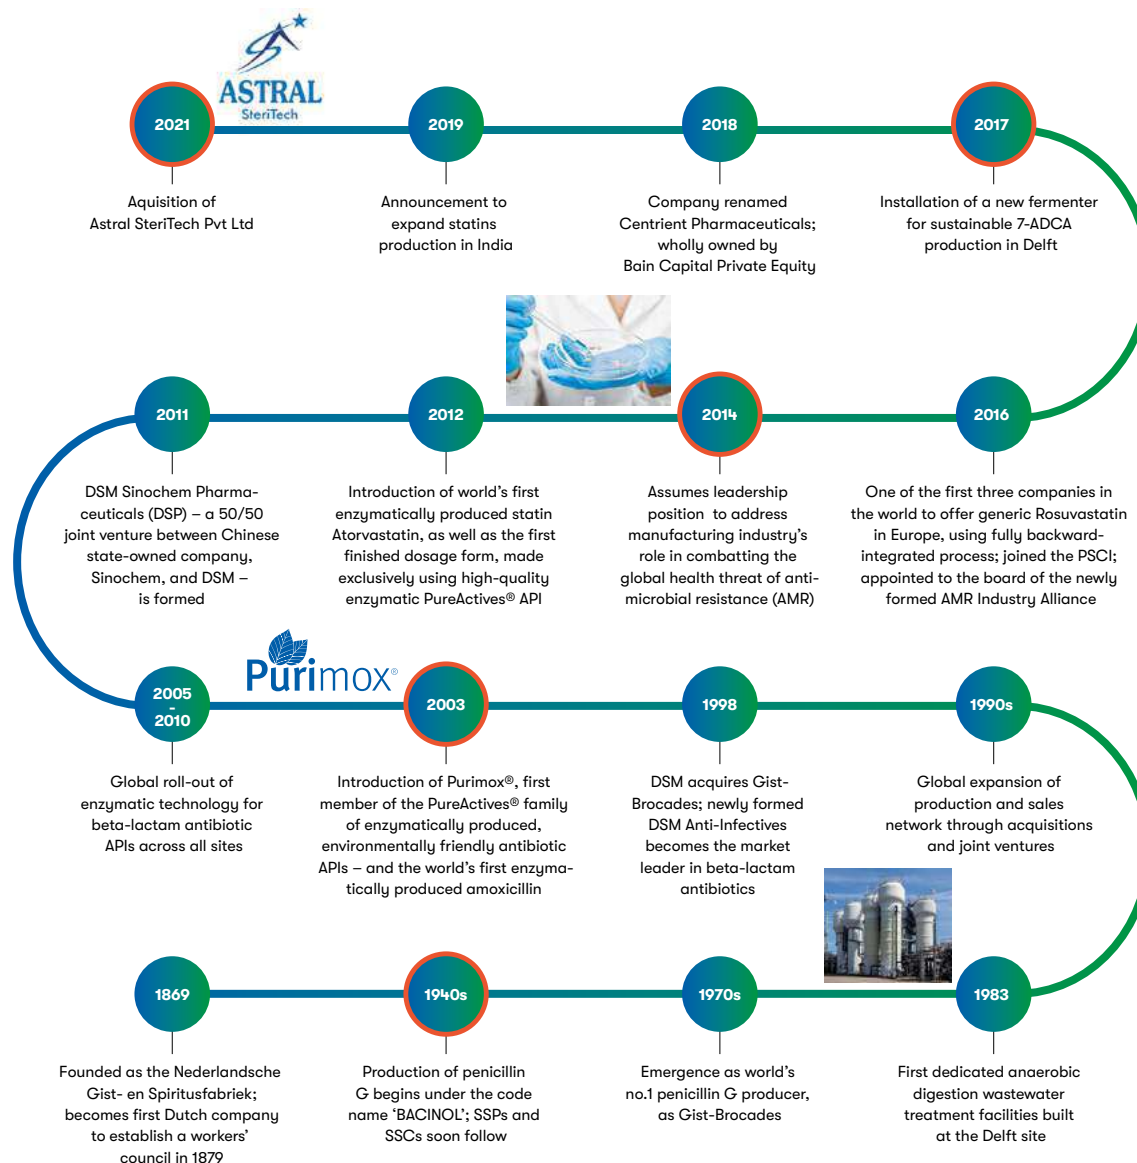 ASTRAL
SteriTech
2021
2019
2018
2017
Aquisition of
Astral SteriTech Pvt Ltd
Announcement to
expand statins
production in India
Company renamed
Centrient Pharmaceuticals;
wholly owned by
Bain Capital Private Equity
Installation of a new fermenter
for sustainable 7-ADCA
production in Delft
2011
2012
2014
2016
DSM Sinochem Pharma-
ceuticals (DSP) – a 50/50
joint venture between Chinese
state-owned company,
Sinochem, and DSM –
is formed
Introduction of world's first
enzymatically produced statin
Atorvastatin, as well as the first
finished dosage form, made
exclusively using high-quality
enzymatic PureActives® API
Assumes leadership
position to address
manufacturing industry's
role in combatting the
global health threat of anti-
microbial resistance (AMR)
One of the first three companies in
the world to offer generic Rosuvastatin
in Europe, using fully backward-
integrated process; joined the PSCI;
appointed to the board of the newly
formed AMR Industry Alliance
Purimox®
2005
-
2010
2003
1998
1990s
Global roll-out of
enzymatic technology for
beta-lactam antibiotic
APIs across all sites
Introduction of Purimox®, first
member of the PureActives® family
of enzymatically produced,
environmentally friendly antibiotic
APIs – and the world's first enzyma-
tically produced amoxicillin
DSM acquires Gist-
Brocades; newly formed
DSM Anti-Infectives
becomes the market
leader in beta-lactam
antibiotics
Global expansion of
production and sales
network through acquisitions
and joint ventures
1869
1940s
1970s
1983
Founded as the Nederlandsche
Gist- en Spiritusfabriek;
becomes first Dutch company
to establish a workers'
council in 1879
Production of penicillin
G begins under the code
name ‘BACINOL’; SSPs and
SSCs soon follow
Emergence as world's
no.1 penicillin G producer,
as Gist-Brocades
First dedicated anaerobic
digestion wastewater
treatment facilities built
at the Delft site